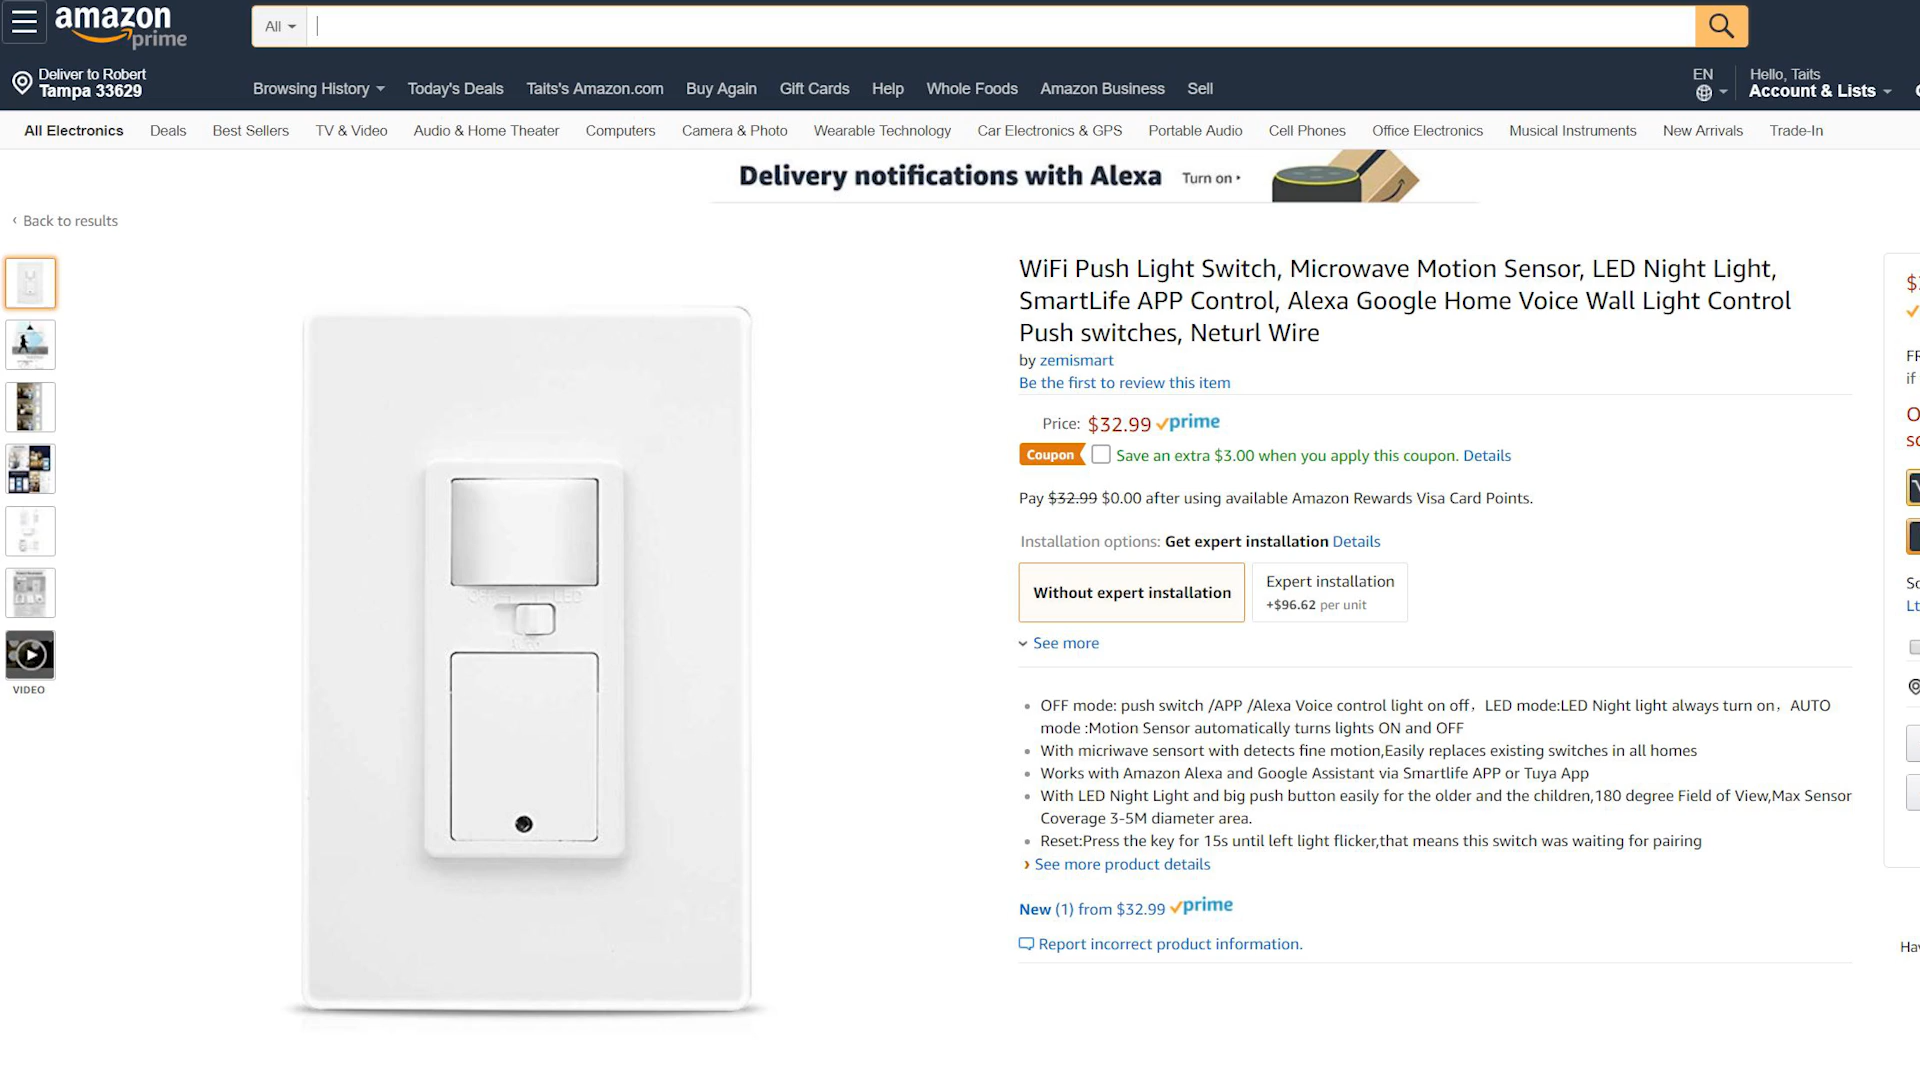 amazon
prime
All
Deliver to Robert
Tampa 33629
Browsing History
Today's Deals
Taits's Amazon.com
Buy Again
Gift Cards
Help
Whole Foods
Amazon Business
Sell
EN
Hello, Taits
Account & Lists
All Electronics
Deals
Best Sellers
TV & Video
Audio & Home Theater
Computers
Camera & Photo
Wearable Technology
Car Electronics & GPS
Portable Audio
Cell Phones
Office Electronics
Musical Instruments
New Arrivals
Trade-In
Delivery notifications with Alexa
Turn on
‹ Back to results
VIDEO
OFF LED
AUTO
WiFi Push Light Switch, Microwave Motion Sensor, LED Night Light,
SmartLife APP Control, Alexa Google Home Voice Wall Light Control
Push switches, Neturl Wire
by zemismart
Be the first to review this item
Price: $32.99 prime
Coupon Save an extra $3.00 when you apply this coupon. Details
Pay $32.99 $0.00 after using available Amazon Rewards Visa Card Points.
Installation options: Get expert installation Details
Without expert installation
Expert installation
+$96.62 per unit
See more
OFF mode: push switch /APP /Alexa Voice control light on off，LED mode:LED Night light always turn on，AUTO
mode :Motion Sensor automatically turns lights ON and OFF
With micriwave sensort with detects fine motion,Easily replaces existing switches in all homes
Works with Amazon Alexa and Google Assistant via Smartlife APP or Tuya App
With LED Night Light and big push button easily for the older and the children,180 degree Field of View,Max Sensor
Coverage 3-5M diameter area.
Reset:Press the key for 15s until left light flicker,that means this switch was waiting for pairing
› See more product details
New (1) from $32.99 prime
Report incorrect product information.
$
FR
if
O
sc
So
Lt
Hav